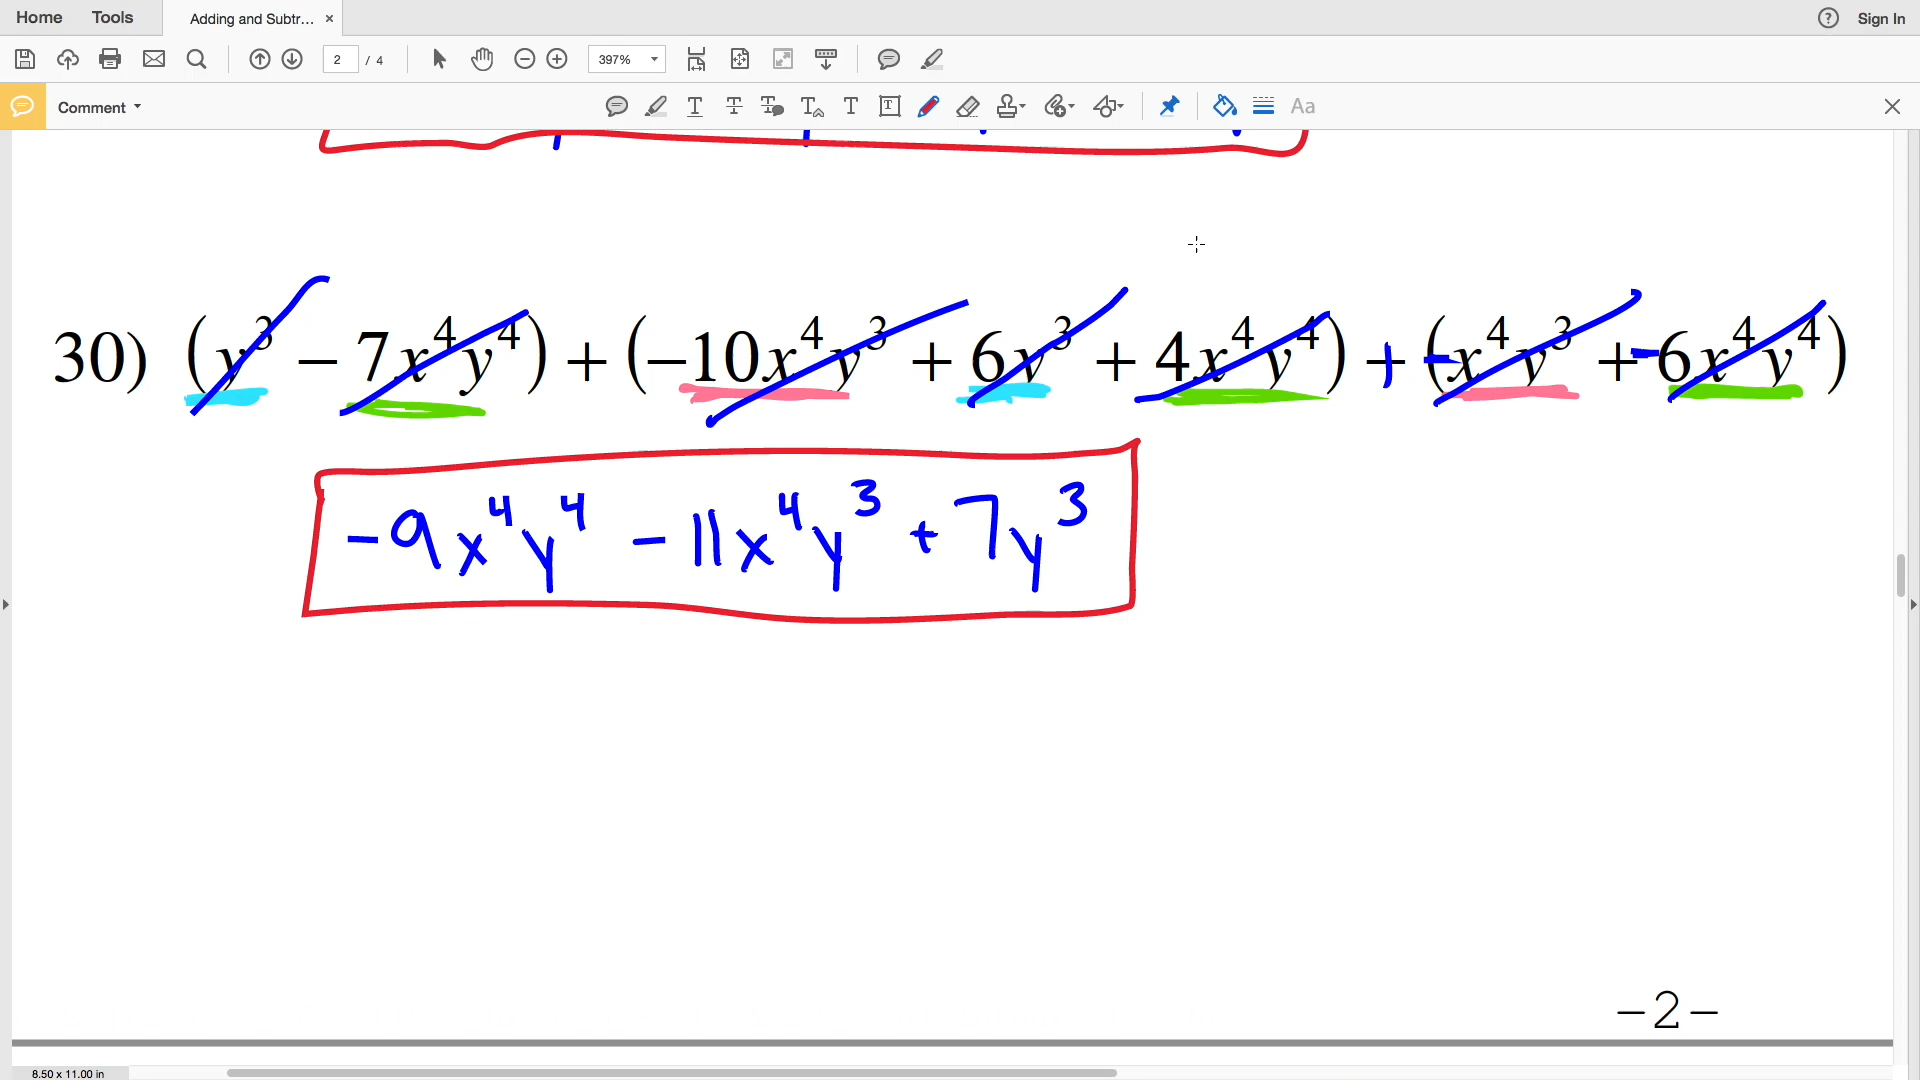 Home Tools Adding and Subtr... × ? Sign In
2 / 4 397%
Comment T T T T T T Aa
30) (y³ − 7x⁴y⁴) + (−10x⁴y³ + 6y³ + 4x⁴y⁴) + (-x⁴y³ + -6x⁴y⁴)
-9x⁴y⁴ - 11x⁴y³ + 7y³
-2-
8.50 x 11.00 in